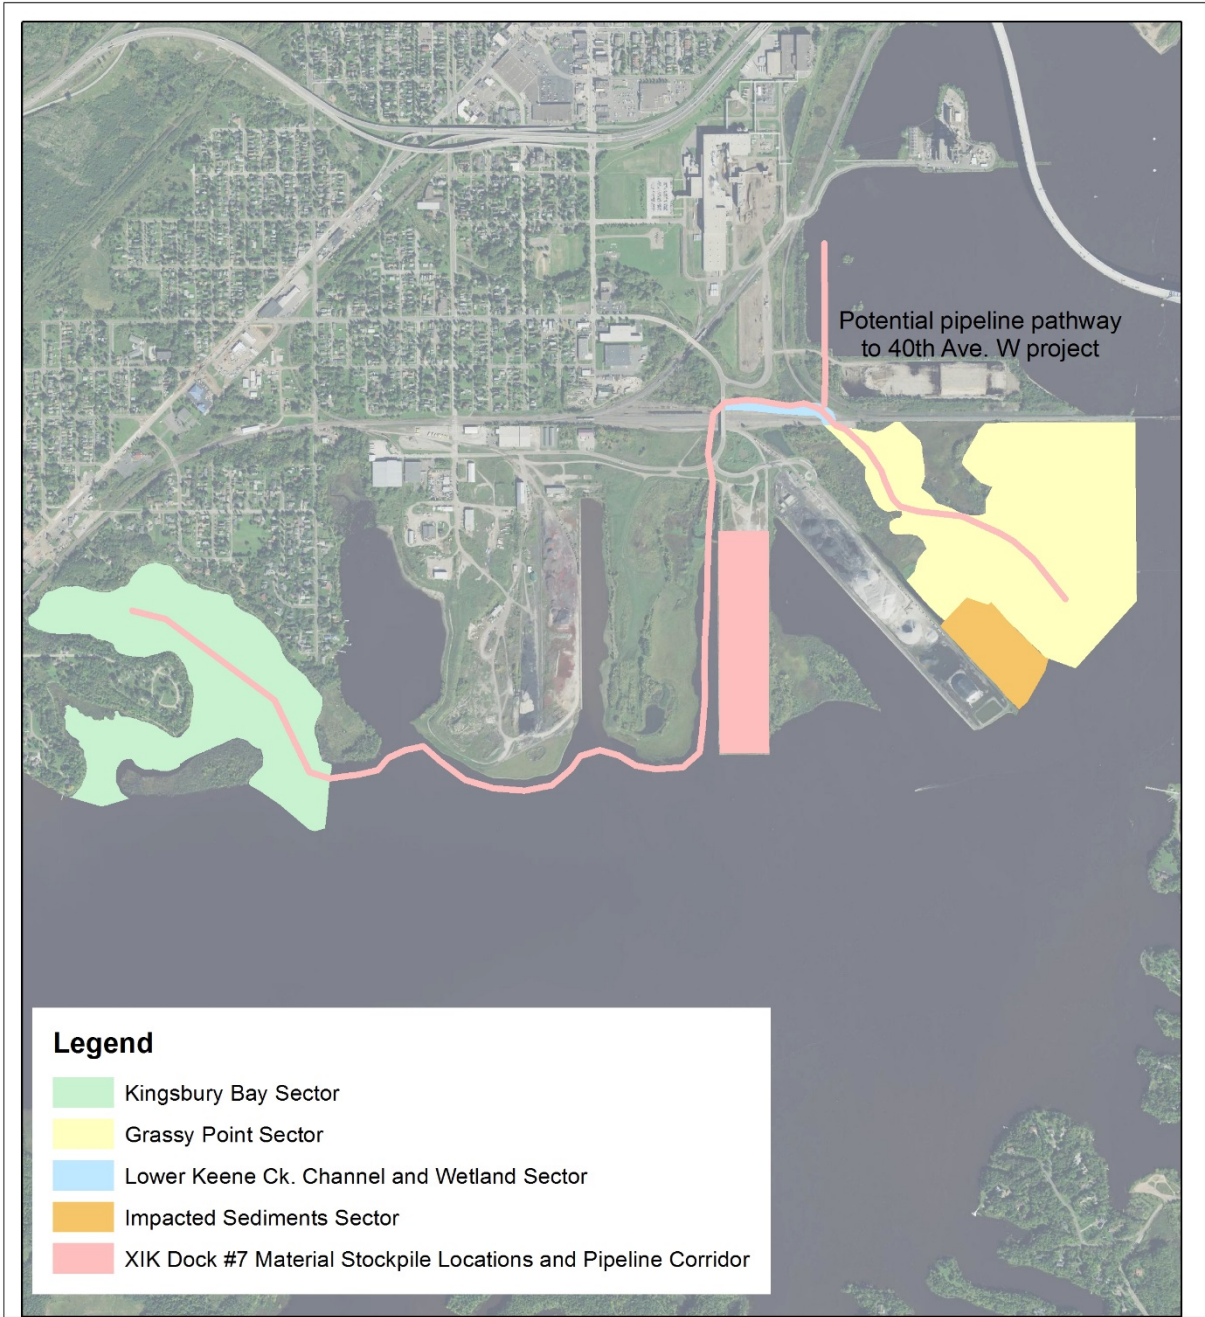 Potential pipeline pathway
to 40th Ave. W project
Legend
Kingsbury Bay Sector
Grassy Point Sector
Lower Keene Ck. Channel and Wetland Sector
Impacted Sediments Sector
XIK Dock #7 Material Stockpile Locations and Pipeline Corridor